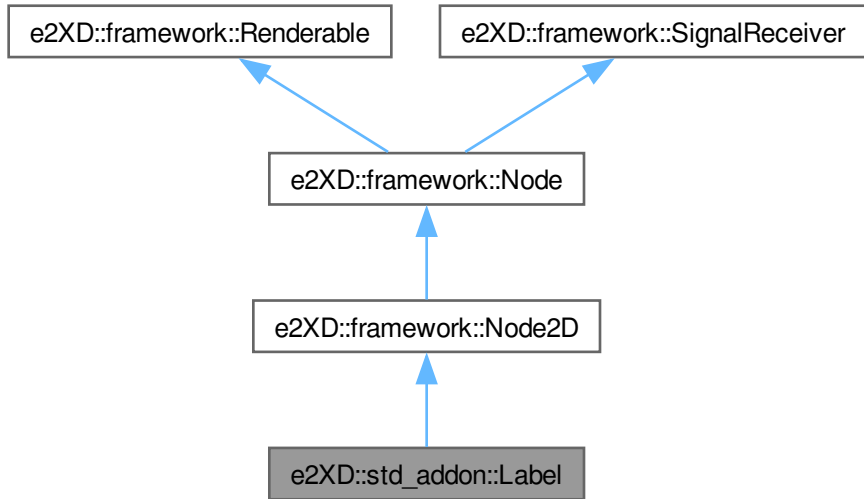 e2XD::framework::Renderable
e2XD::framework::SignalReceiver
e2XD::framework::Node
e2XD::framework::Node2D
e2XD::std_addon::Label